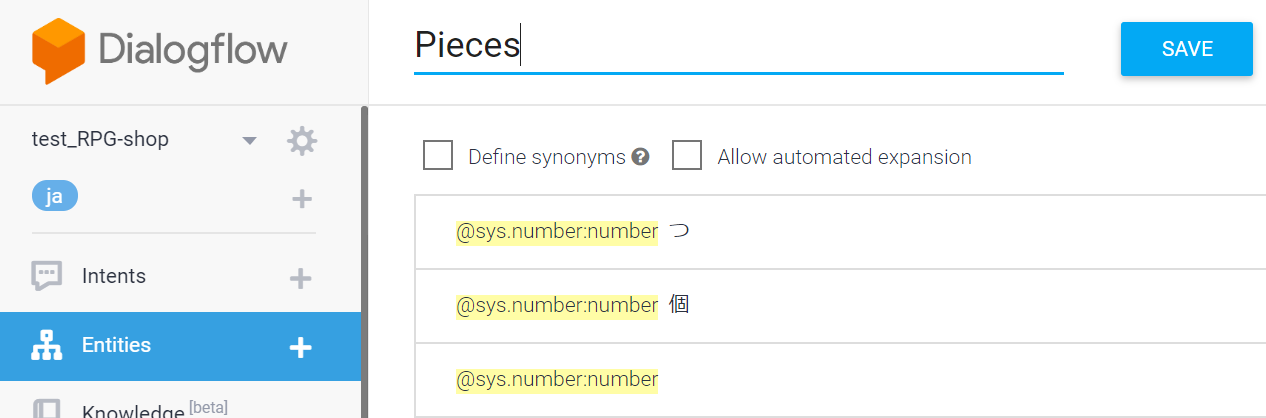 Dialogflow
Pieces
SAVE
test_RPG-shop
ja
Define synonyms ?
Allow automated expansion
Intents
Entities
Knowledge [beta]
@sys.number:number つ
@sys.number:number 個
@sys.number:number